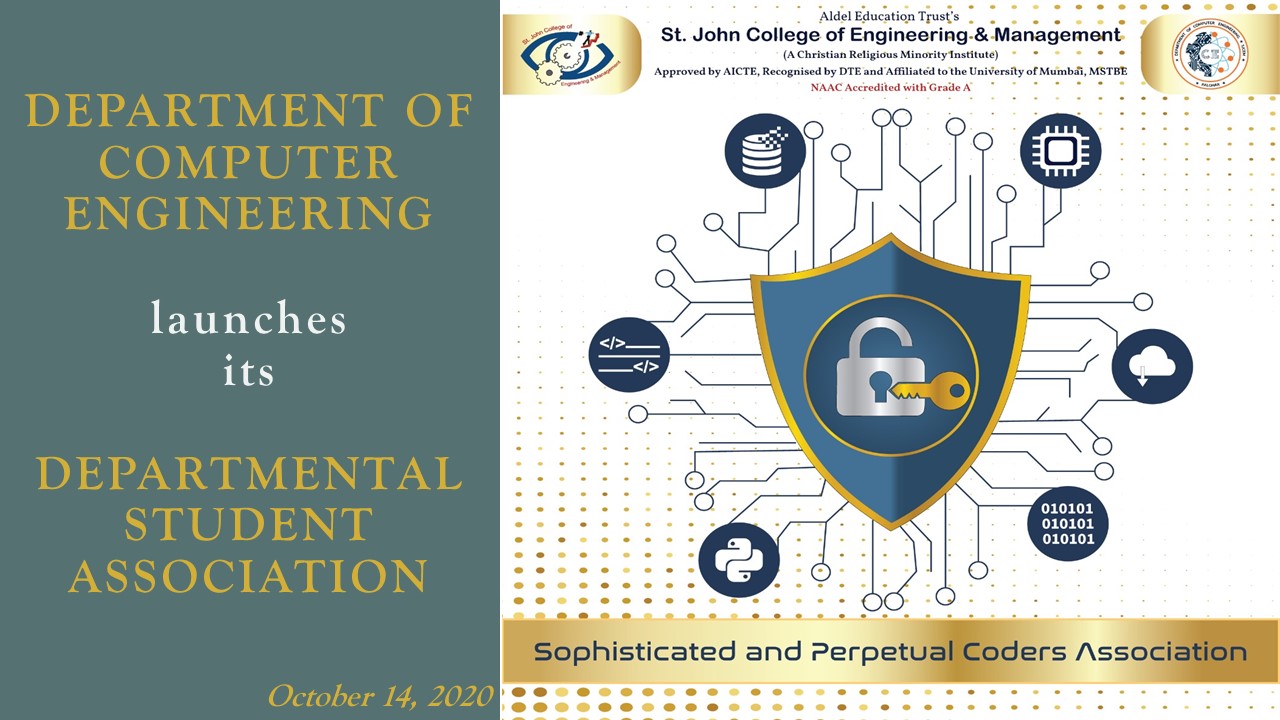 DEPARTMENT OF
COMPUTER
ENGINEERING
launches
its
DEPARTMENTAL
STUDENT
ASSOCIATION
October 14, 2020
St. John College of
Engineering & Management
Aldel Education Trust's
St. John College of Engineering & Management
(A Christian Religious Minority Institute)
Approved by AICTE, Recognised by DTE and Affiliated to the University of Mumbai, MSTBE
NAAC Accredited with Grade A
</>
</>
010101
010101
010101
Sophisticated and Perpetual Coders Association